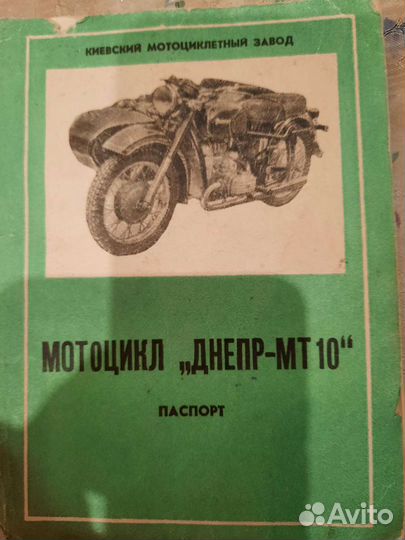 КИЕВСКИЙ МОТОЦИКЛЕТНЫЙ ЗАВОД
МОТОЦИКЛ „ДНЕПР-МТ10“
ПАСПОРТ
Avito